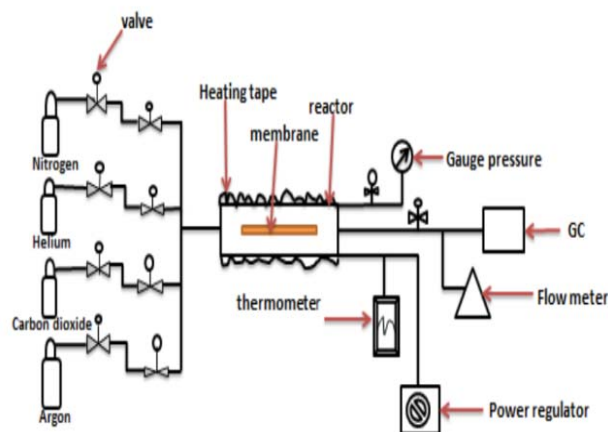 valve
Heating tape
reactor
membrane
Gauge pressure
Nitrogen
Helium
GC
thermometer
Flow meter
Carbon dioxide
Argon
Power regulator